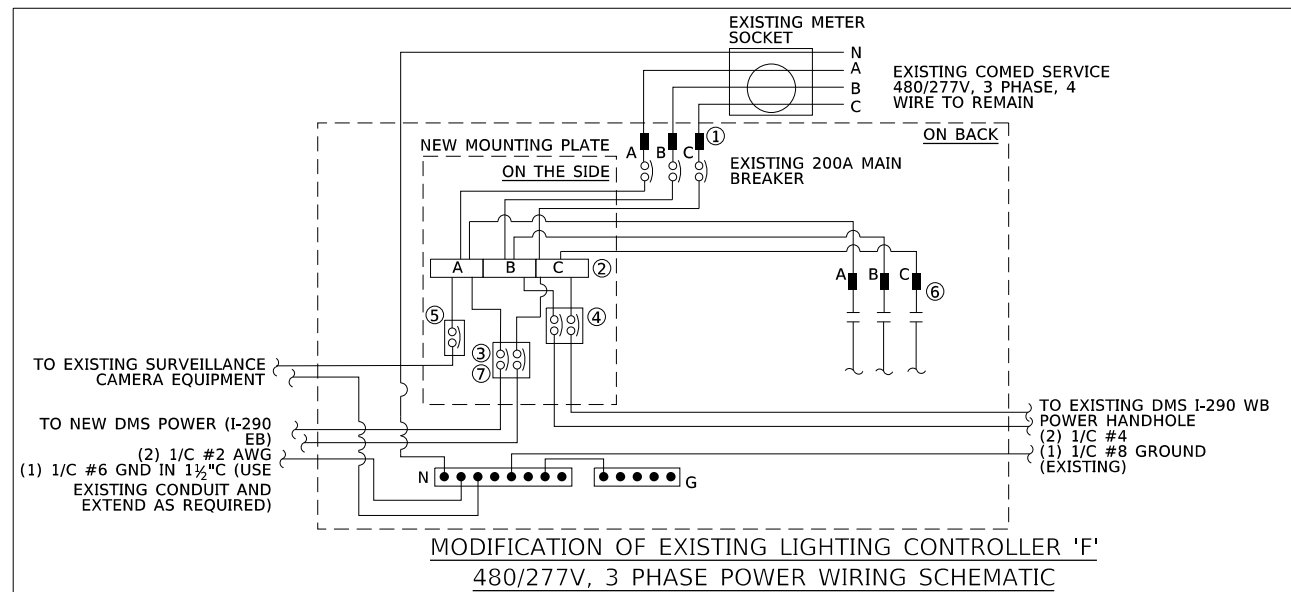 EXISTING METER
SOCKET
N
A
B
C
EXISTING COMED SERVICE
480/277V, 3 PHASE, 4
WIRE TO REMAIN
ON BACK
NEW MOUNTING PLATE
ON THE SIDE
A
B
C
①
EXISTING 200A MAIN
BREAKER
A
B
C
②
A
B
C
⑥
⑤
④
③
⑦
TO EXISTING SURVEILLANCE
CAMERA EQUIPMENT
TO NEW DMS POWER (I-290
EB)
(2) 1/C #2 AWG
(1) 1/C #6 GND IN 1½"C (USE
EXISTING CONDUIT AND
EXTEND AS REQUIRED)
N
G
TO EXISTING DMS I-290 WB
POWER HANDHOLE
(2) 1/C #4
(1) 1/C #8 GROUND
(EXISTING)
MODIFICATION OF EXISTING LIGHTING CONTROLLER 'F'
480/277V, 3 PHASE POWER WIRING SCHEMATIC